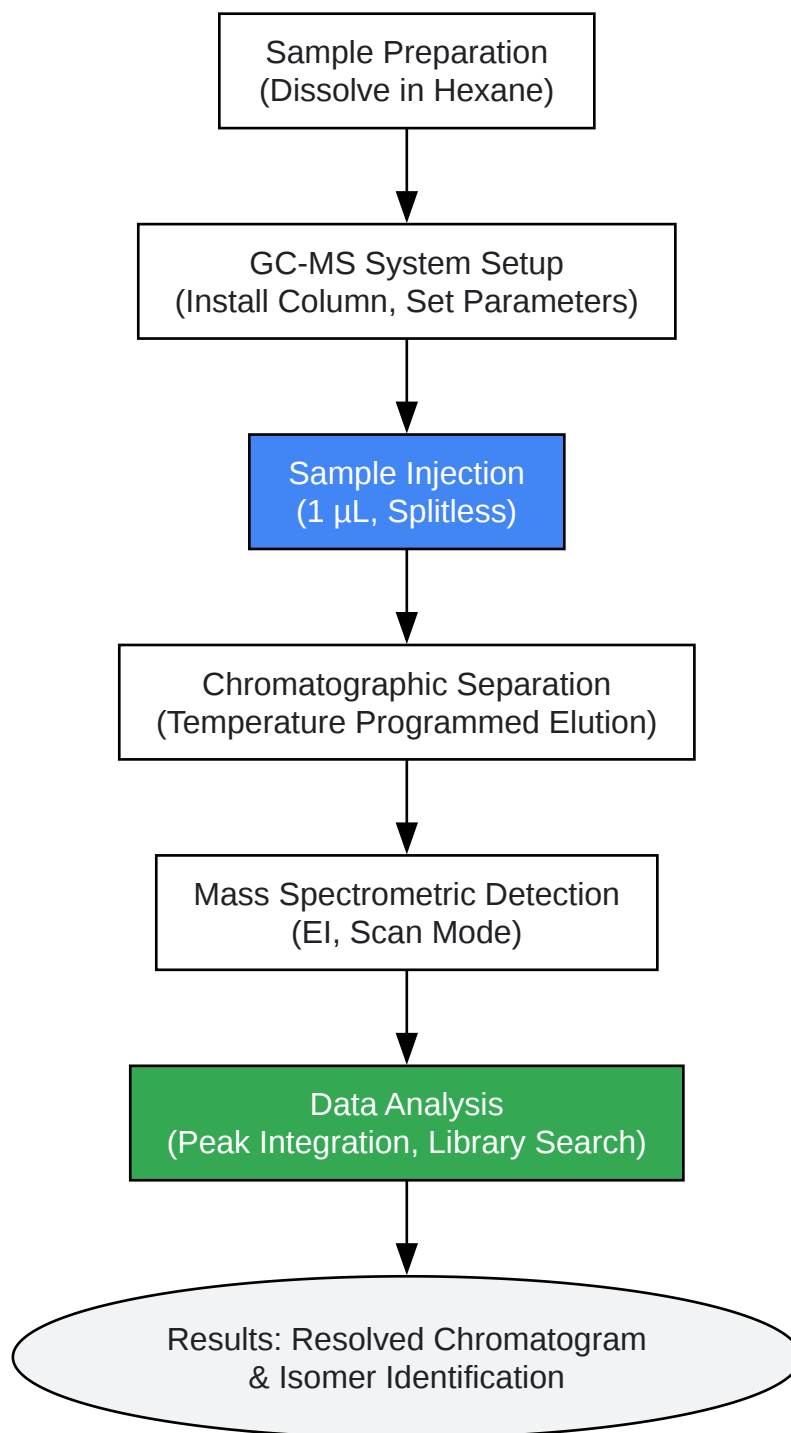 Sample Preparation
(Dissolve in Hexane)
GC-MS System Setup
(Install Column, Set Parameters)
Sample Injection
(1 µL, Splitless)
Chromatographic Separation
(Temperature Programmed Elution)
Mass Spectrometric Detection
(EI, Scan Mode)
Data Analysis
(Peak Integration, Library Search)
Results: Resolved Chromatogram
& Isomer Identification